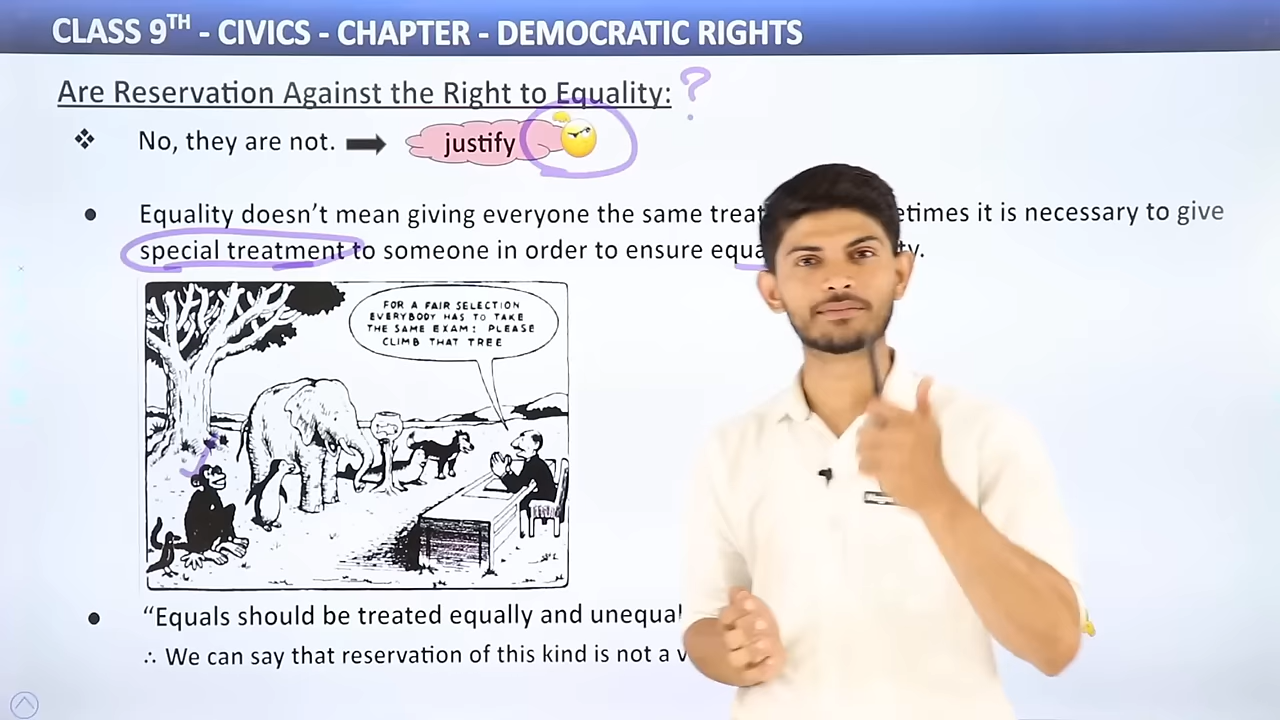 CLASS 9TH - CIVICS - CHAPTER - DEMOCRATIC RIGHTS
Are Reservation Against the Right to Equality: ?
❖ No, they are not. ➡ justify
● Equality doesn't mean giving everyone the same treat etimes it is necessary to give
special treatment to someone in order to ensure equa ty.
FOR A FAIR SELECTION
EVERYBODY HAS TO TAKE
THE SAME EXAM: PLEASE
CLIMB THAT TREE
● “Equals should be treated equally and unequal
∴ We can say that reservation of this kind is not a v